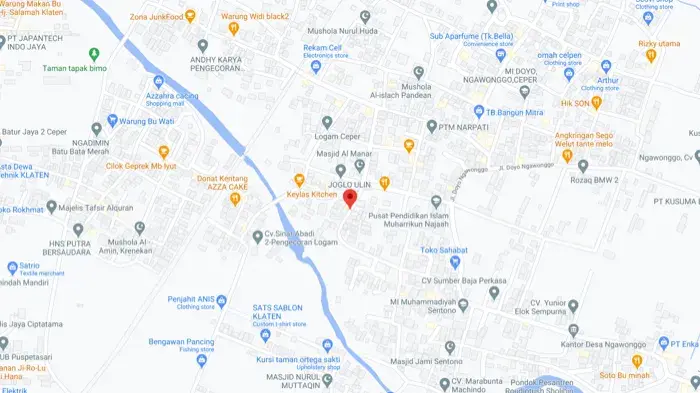 Warung Makan Bu
Hj. Salamah Klaten
Zona JunkFood
Warung Widi black2
Mushola Nurul.Huda
Clothing store
Print shop
PT JAPANTECH
INDO JAYA
Taman tapak bimo
ANDHY KARYA
PENGECORAN...
Rekam Cell
Electronics store
Sub Aparfume (Tk.Bella)
Convenience store
omah celpen
Clothing store
Rizky utama
Azzahra cacing
Shopping mall
Mushola
Al-islach Pandean
MI DOYO,
NGAWONGGO,CEPER
Arthur
Clothing store
Hik SON
Batur Jaya 2 Ceper
Warung Bu Wati
TB.Bangun Mitra
NGADIMIN
Batu Bata Merah
Logam Ceper
PTM NARPATI
Angkringan Sego
Welut tante melo
Cilok Geprek Mb Iyut
Masjid Al Manar
Jl. Doyo Ngawonggo
Ngawonggo, Ce
Rozaq BMW 2
KLATEN
Donat Kentang
AZZA CAKE
JOGLO ULIN
Jl. Doyo Ngawonggo
Keylas Kitchen
PT KUSUMA
Majelis Tafsir Alquran
Pusat Pendidikan Islam
Muharrikun Najaah
HNS PUTRA
BERSAUDARA
Mushola Al-
Amin, Krenekan
Cv.Sinar Abadi
2-Pengecoran Logam
Toko Sahabat
Satrio
Textile merchant
CV Sumber Baja Perkasa
Penjahit ANIS
Clothing store
SATS SABLON
KLATEN
Custom t-shirt store
MI Muhammadiyah
Sentono
CV. Yunior
Elok Sempurna
Jaya Ciptatama
Bengawan Pancing
Fishing store
Kursi taman ortega sakti
Upholstery shop
Kantor Desa Ngawonggo
PT Enka
Masjid Jami Sentono
MASJID NURUL
MUTTAQIN
CV. Marabunta
Machindo
Pondok Pesantren
Soto Bu minah
Elektrik